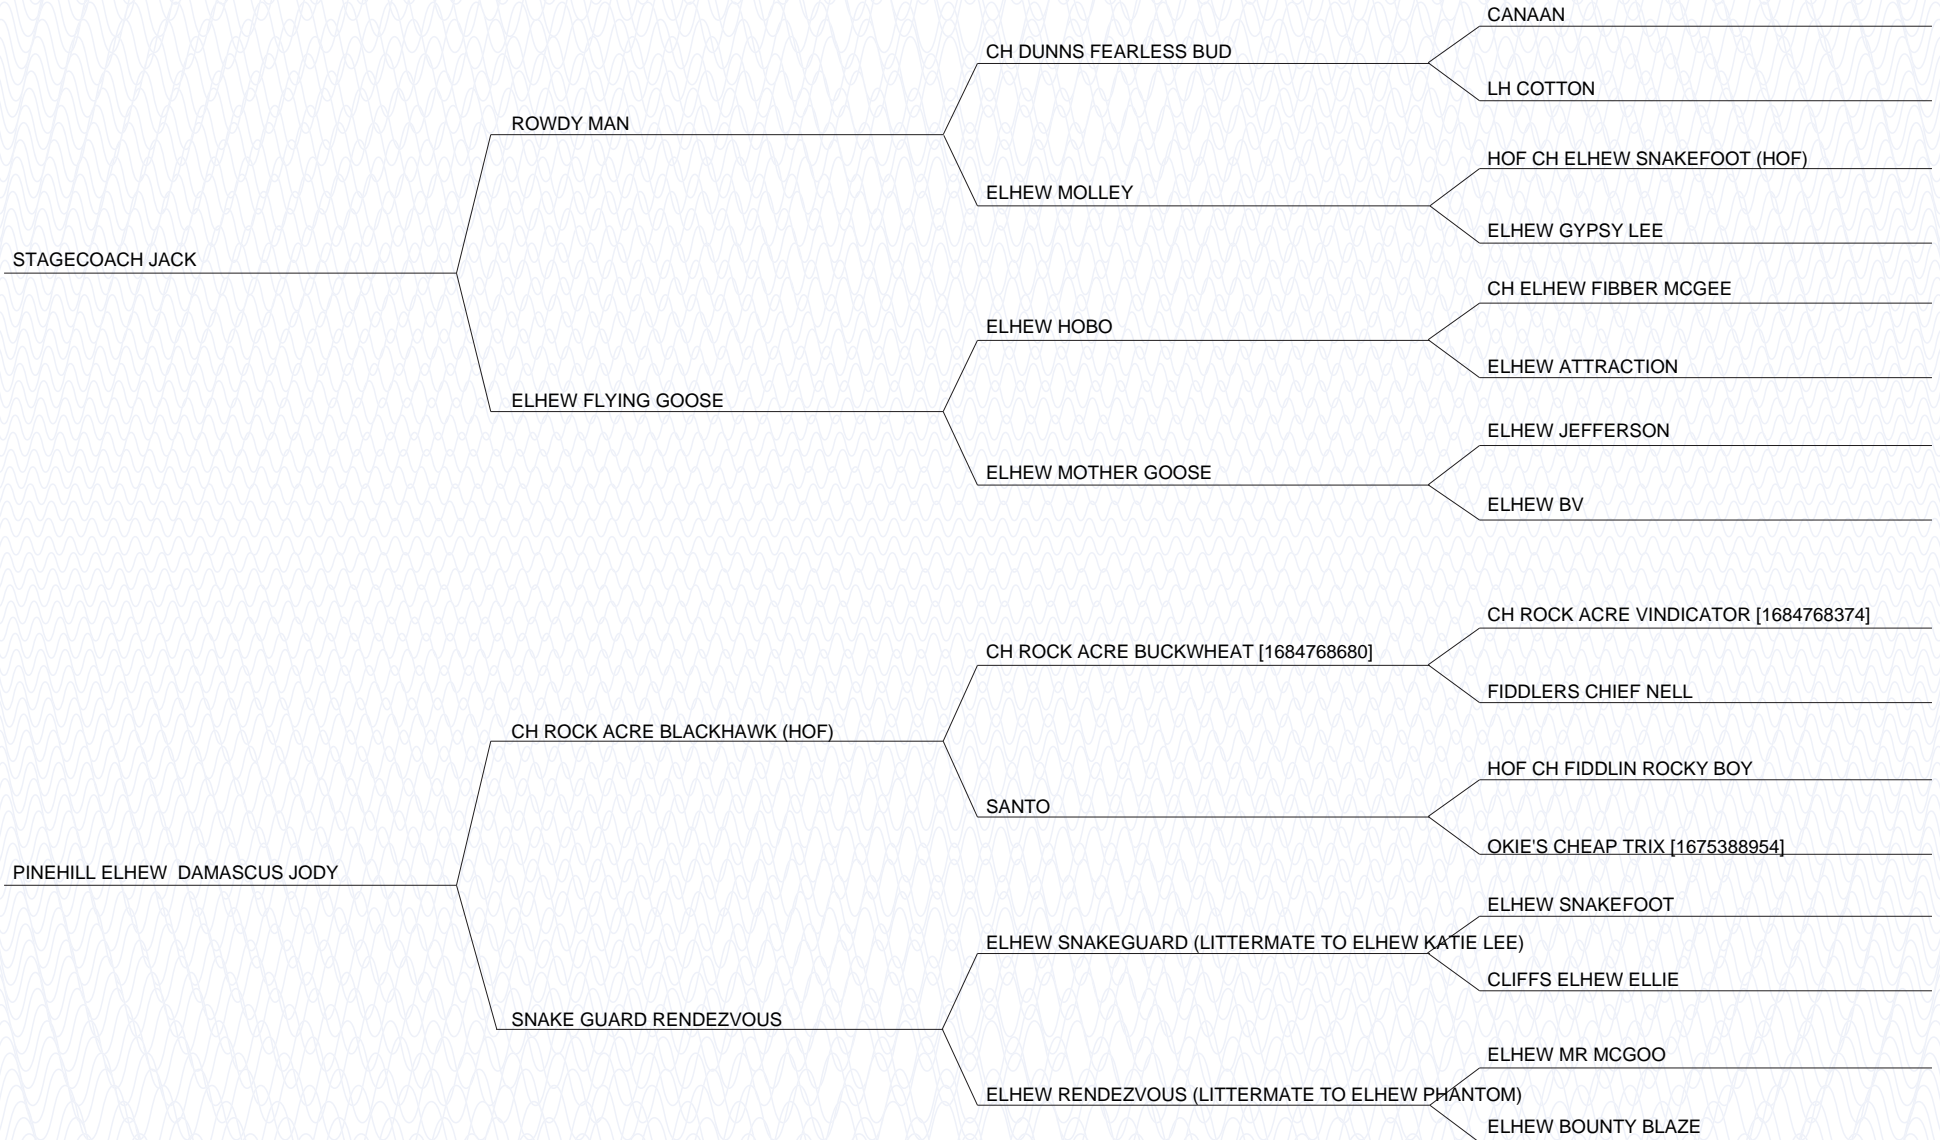 CANAAN
CH DUNNS FEARLESS BUD
LH COTTON
ROWDY MAN
HOF CH ELHEW SNAKEFOOT (HOF)
ELHEW MOLLEY
ELHEW GYPSY LEE
STAGECOACH JACK
CH ELHEW FIBBER MCGEE
ELHEW HOBO
ELHEW ATTRACTION
ELHEW FLYING GOOSE
ELHEW JEFFERSON
ELHEW MOTHER GOOSE
ELHEW BV
CH ROCK ACRE VINDICATOR [1684768374]
CH ROCK ACRE BUCKWHEAT [1684768680]
FIDDLERS CHIEF NELL
CH ROCK ACRE BLACKHAWK (HOF)
HOF CH FIDDLIN ROCKY BOY
SANTO
OKIE'S CHEAP TRIX [1675388954]
PINEHILL ELHEW  DAMASCUS JODY
ELHEW SNAKEFOOT
ELHEW SNAKEGUARD (LITTERMATE TO ELHEW KATIE LEE)
CLIFFS ELHEW ELLIE
SNAKE GUARD RENDEZVOUS
ELHEW MR MCGOO
ELHEW RENDEZVOUS (LITTERMATE TO ELHEW PHANTOM)
ELHEW BOUNTY BLAZE